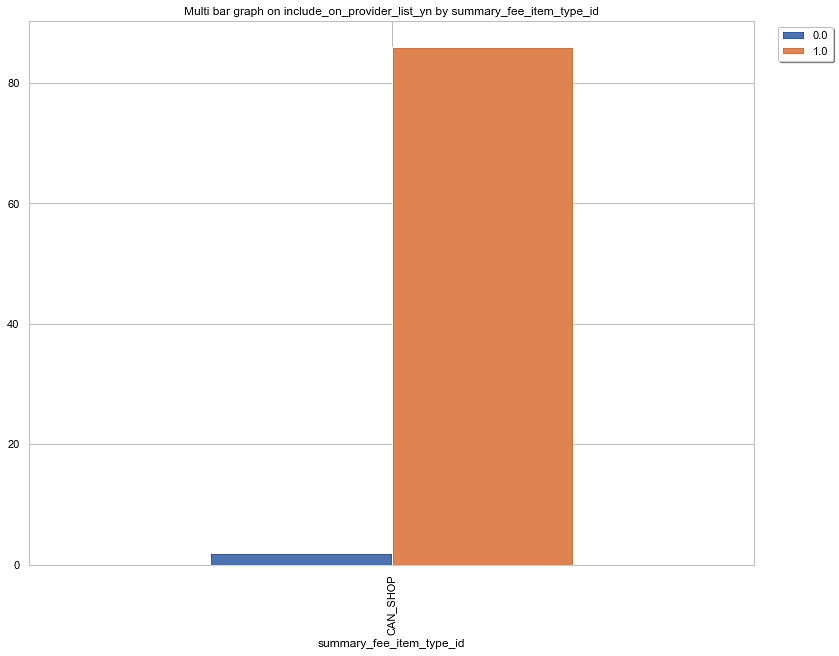 Multi bar graph on include_on_provider_list_yn by summary_fee_item_type_id
0.0
1.0
80
60
40
20
0
CAN_SHOP
summary_fee_item_type_id